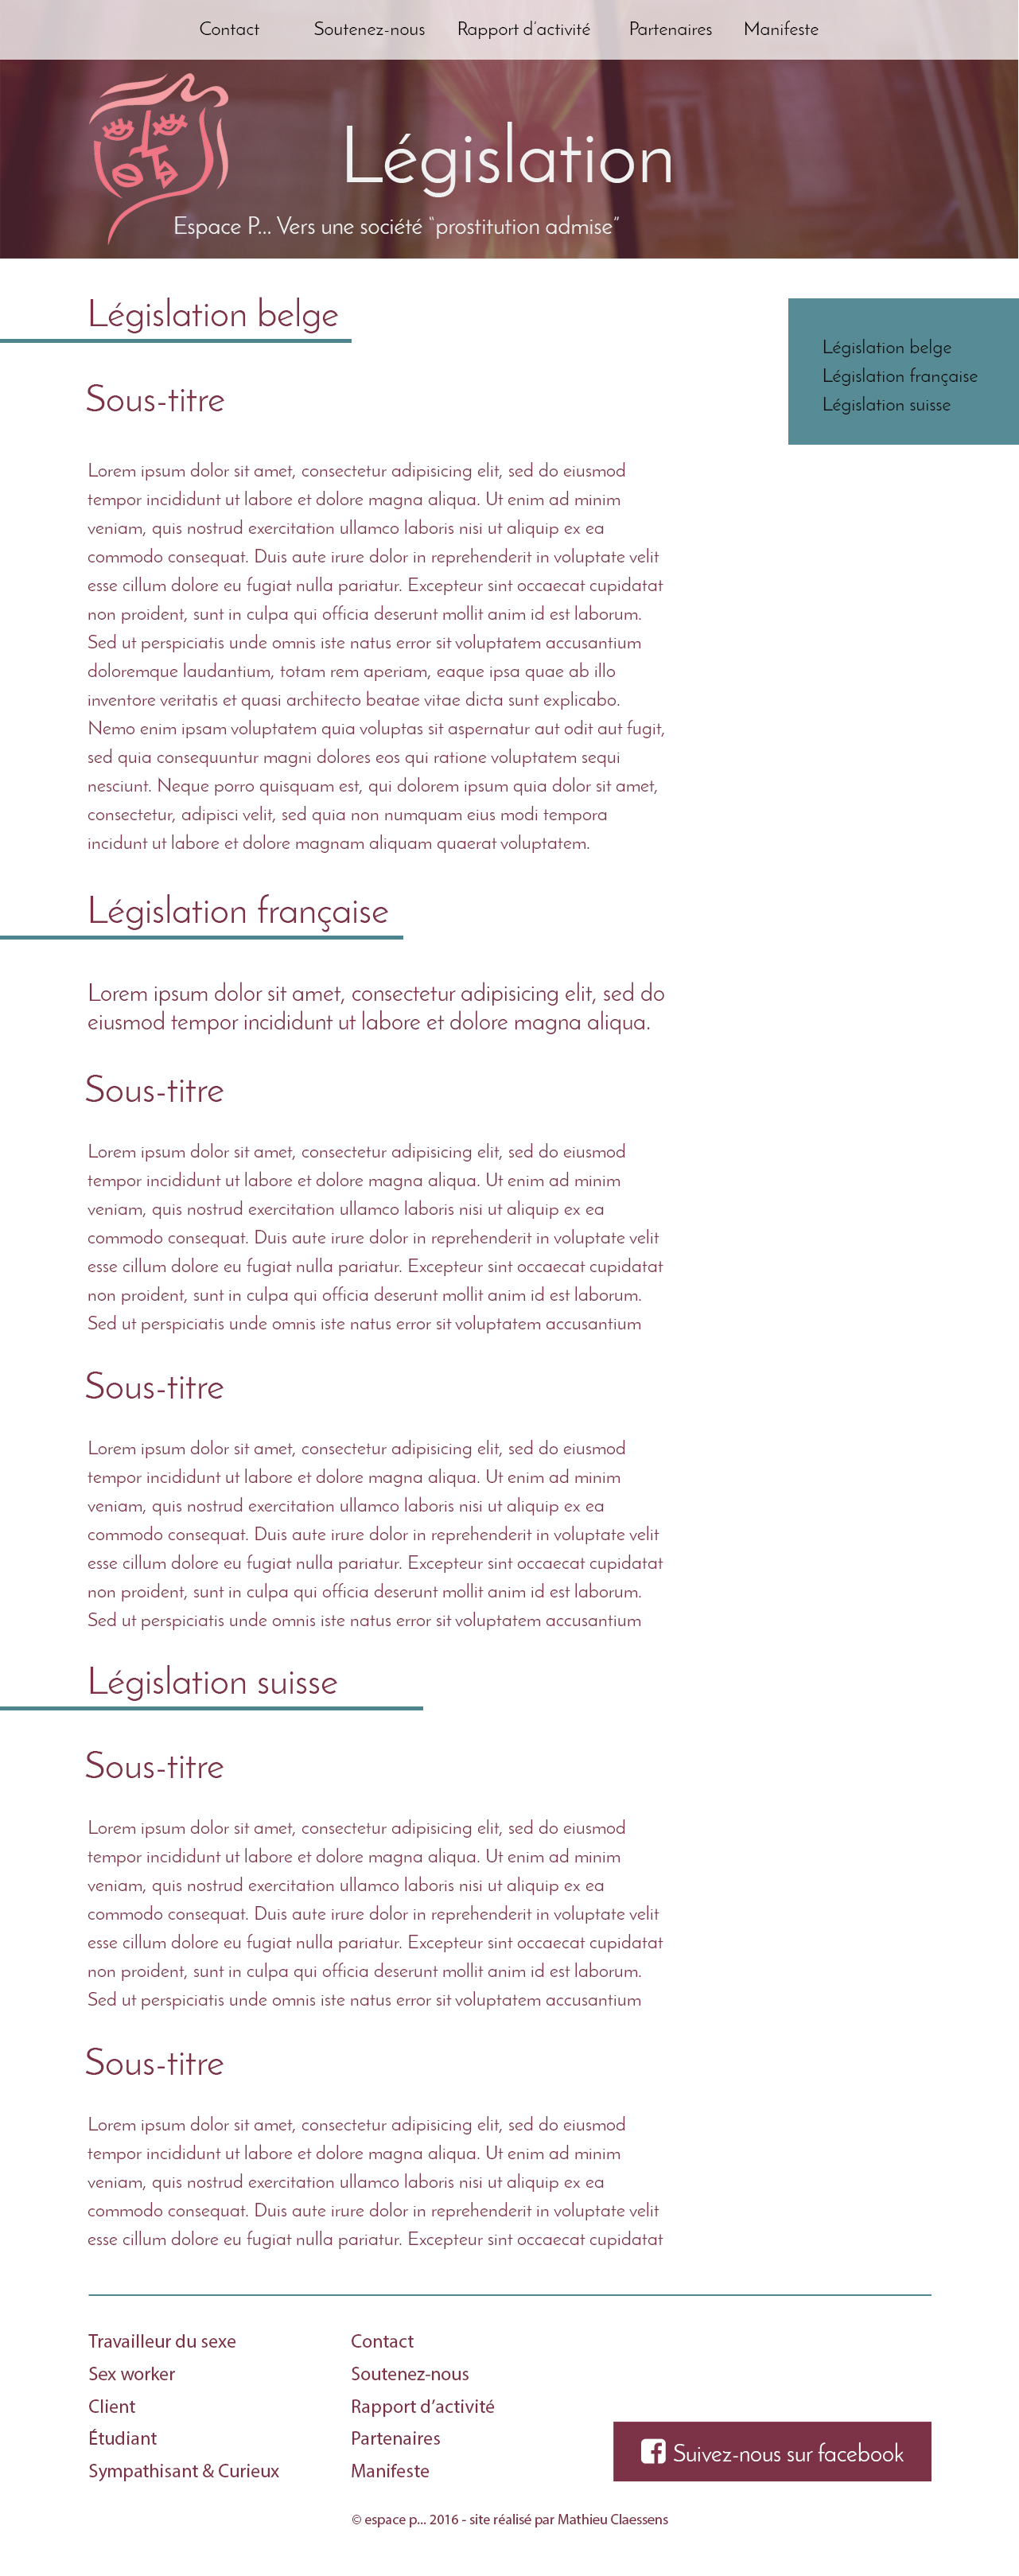 Contact Soutenez-nous Rapport d'activité Partenaires Manifeste
Législation
Espace P... Vers une société “prostitution admise”
Législation belge
Législation belge
Législation française
Législation suisse
Sous-titre
Lorem ipsum dolor sit amet, consectetur adipisicing elit, sed do eiusmod
tempor incididunt ut labore et dolore magna aliqua. Ut enim ad minim
veniam, quis nostrud exercitation ullamco laboris nisi ut aliquip ex ea
commodo consequat. Duis aute irure dolor in reprehenderit in voluptate velit
esse cillum dolore eu fugiat nulla pariatur. Excepteur sint occaecat cupidatat
non proident, sunt in culpa qui officia deserunt mollit anim id est laborum.
Sed ut perspiciatis unde omnis iste natus error sit voluptatem accusantium
doloremque laudantium, totam rem aperiam, eaque ipsa quae ab illo
inventore veritatis et quasi architecto beatae vitae dicta sunt explicabo.
Nemo enim ipsam voluptatem quia voluptas sit aspernatur aut odit aut fugit,
sed quia consequuntur magni dolores eos qui ratione voluptatem sequi
nesciunt. Neque porro quisquam est, qui dolorem ipsum quia dolor sit amet,
consectetur, adipisci velit, sed quia non numquam eius modi tempora
incidunt ut labore et dolore magnam aliquam quaerat voluptatem.
Législation française
Lorem ipsum dolor sit amet, consectetur adipisicing elit, sed do
eiusmod tempor incididunt ut labore et dolore magna aliqua.
Sous-titre
Lorem ipsum dolor sit amet, consectetur adipisicing elit, sed do eiusmod
tempor incididunt ut labore et dolore magna aliqua. Ut enim ad minim
veniam, quis nostrud exercitation ullamco laboris nisi ut aliquip ex ea
commodo consequat. Duis aute irure dolor in reprehenderit in voluptate velit
esse cillum dolore eu fugiat nulla pariatur. Excepteur sint occaecat cupidatat
non proident, sunt in culpa qui officia deserunt mollit anim id est laborum.
Sed ut perspiciatis unde omnis iste natus error sit voluptatem accusantium
Sous-titre
Lorem ipsum dolor sit amet, consectetur adipisicing elit, sed do eiusmod
tempor incididunt ut labore et dolore magna aliqua. Ut enim ad minim
veniam, quis nostrud exercitation ullamco laboris nisi ut aliquip ex ea
commodo consequat. Duis aute irure dolor in reprehenderit in voluptate velit
esse cillum dolore eu fugiat nulla pariatur. Excepteur sint occaecat cupidatat
non proident, sunt in culpa qui officia deserunt mollit anim id est laborum.
Sed ut perspiciatis unde omnis iste natus error sit voluptatem accusantium
Législation suisse
Sous-titre
Lorem ipsum dolor sit amet, consectetur adipisicing elit, sed do eiusmod
tempor incididunt ut labore et dolore magna aliqua. Ut enim ad minim
veniam, quis nostrud exercitation ullamco laboris nisi ut aliquip ex ea
commodo consequat. Duis aute irure dolor in reprehenderit in voluptate velit
esse cillum dolore eu fugiat nulla pariatur. Excepteur sint occaecat cupidatat
non proident, sunt in culpa qui officia deserunt mollit anim id est laborum.
Sed ut perspiciatis unde omnis iste natus error sit voluptatem accusantium
Sous-titre
Lorem ipsum dolor sit amet, consectetur adipisicing elit, sed do eiusmod
tempor incididunt ut labore et dolore magna aliqua. Ut enim ad minim
veniam, quis nostrud exercitation ullamco laboris nisi ut aliquip ex ea
commodo consequat. Duis aute irure dolor in reprehenderit in voluptate velit
esse cillum dolore eu fugiat nulla pariatur. Excepteur sint occaecat cupidatat
Travailleur du sexe
Sex worker
Client
Étudiant
Sympathisant & Curieux
Contact
Soutenez-nous
Rapport d’activité
Partenaires
Manifeste
Suivez-nous sur facebook
© espace p... 2016 - site réalisé par Mathieu Claessens